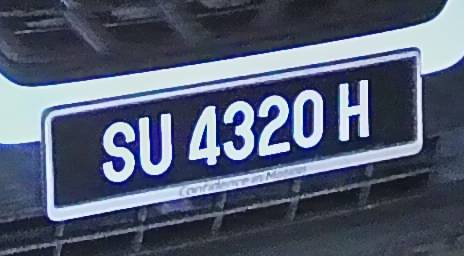 SU 4320 H
Confidence in Motion